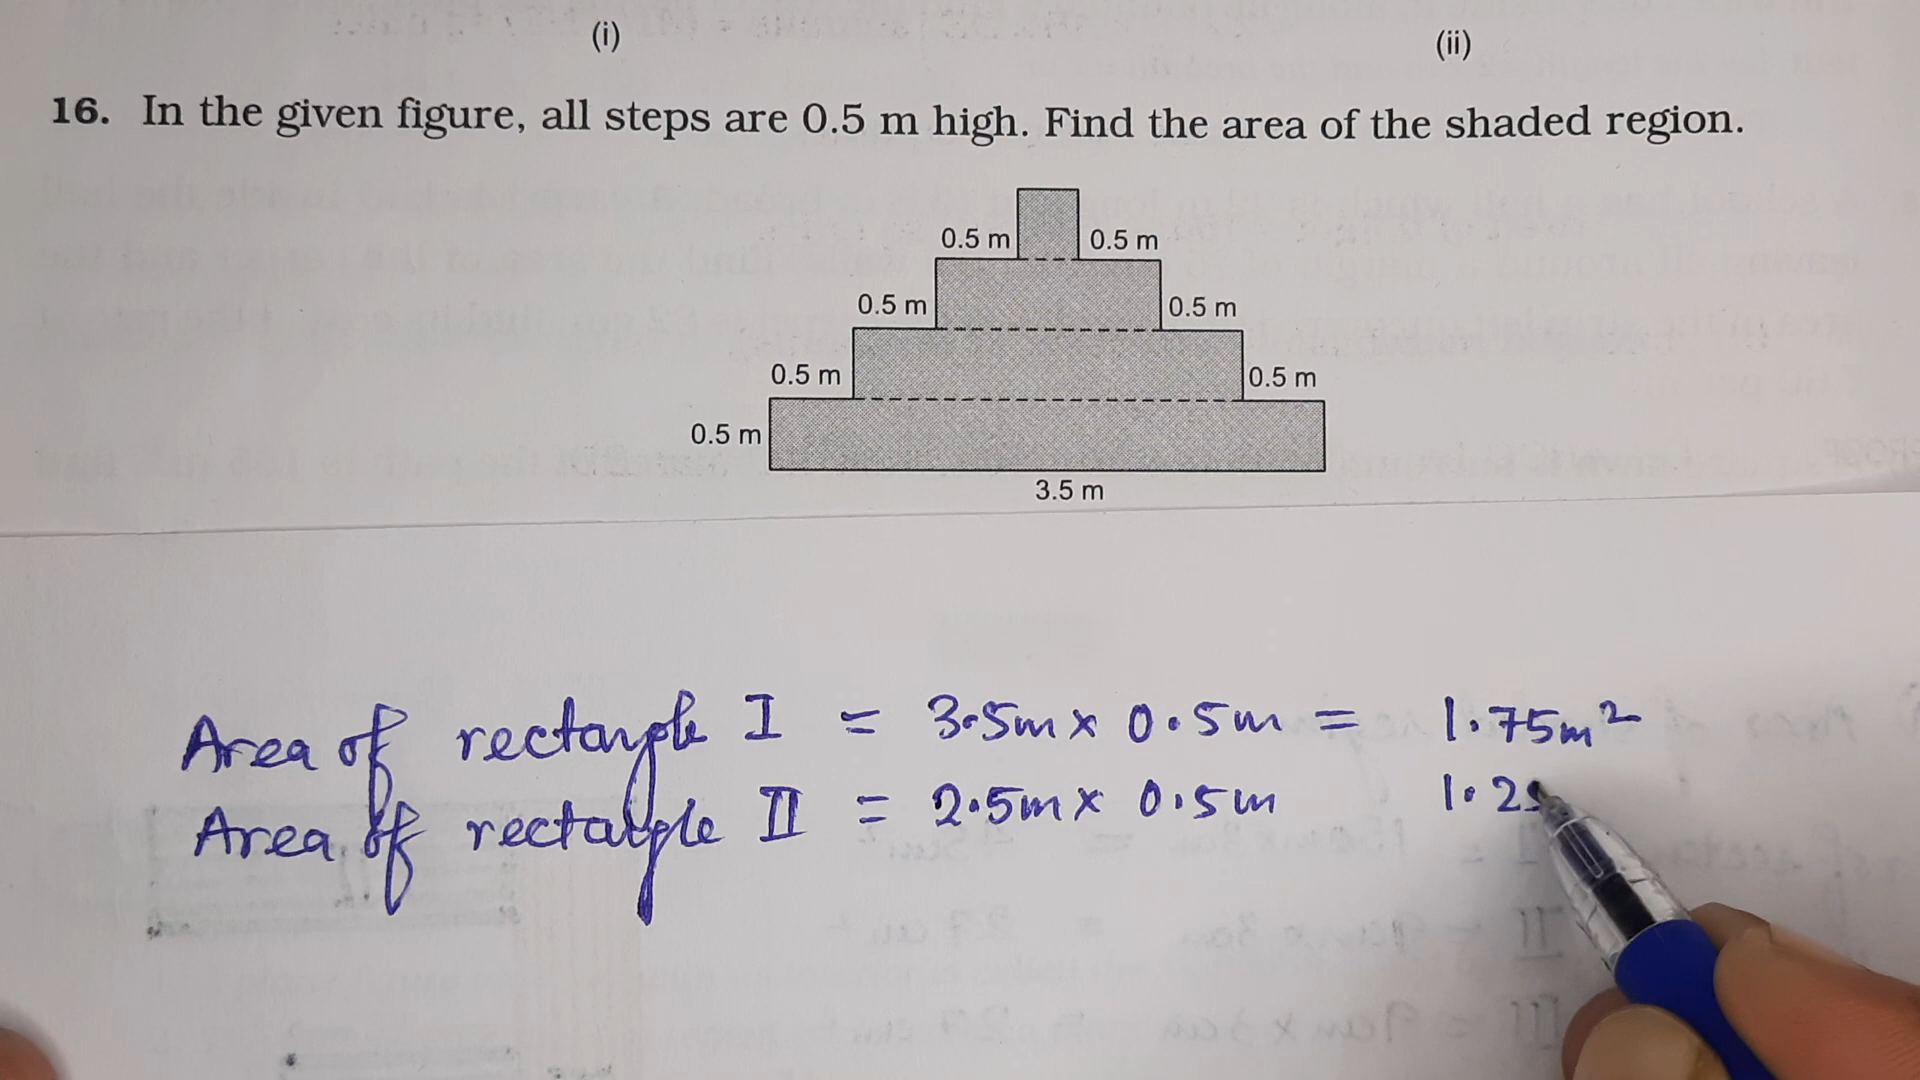 (i) (ii)
16. In the given figure, all steps are 0.5 m high. Find the area of the shaded region.
0.5 m 0.5 m
0.5 m 0.5 m
0.5 m 0.5 m
0.5 m
3.5 m
Area of rectangle I = 3.5m x 0.5m = 1.75m²
Area of rectangle II = 2.5m x 0.5m 1.2